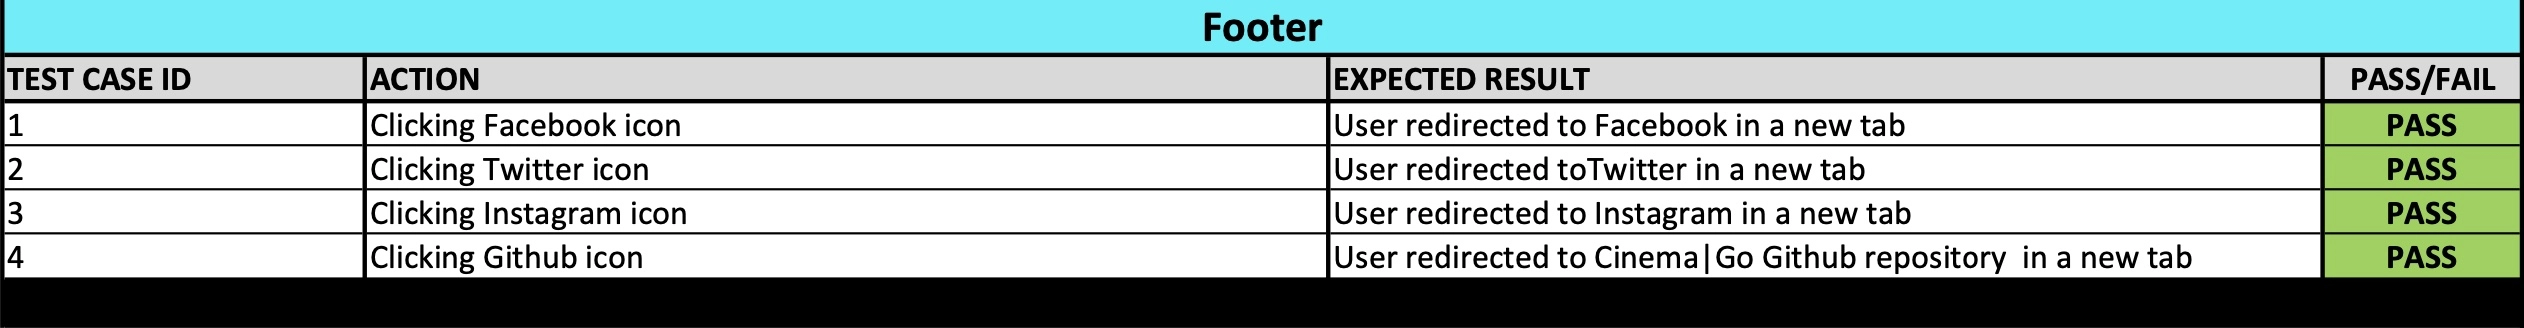 Footer
TEST CASE ID ACTION EXPECTED RESULT PASS/FAIL
1 Clicking Facebook icon User redirected to Facebook in a new tab PASS
2 Clicking Twitter icon User redirected toTwitter in a new tab PASS
3 Clicking Instagram icon User redirected to Instagram in a new tab PASS
4 Clicking Github icon User redirected to Cinema|Go Github repository  in a new tab PASS